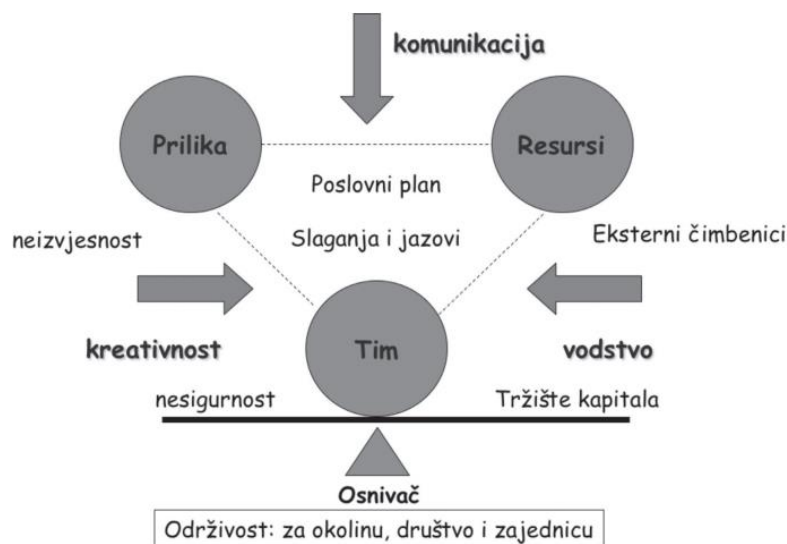 komunikacija
Prilika
Resursi
Poslovni plan
Slaganja i jazovi
neizvjesnost
Eksterni čimbenici
kreativnost
Tim
vodstvo
nesigurnost
Tržište kapitala
Osnivač
Održivost: za okolinu, društvo i zajednicu